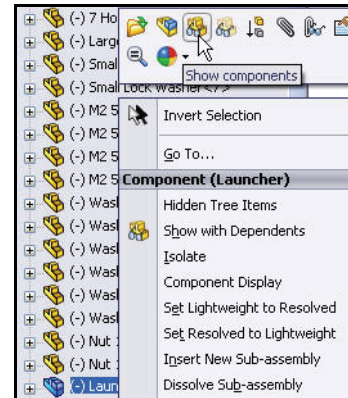 (-) 7 Ho
(-) Larg
(-) Smal
Show components
(-) Small Lock Washer<7>
(-) M2 5
Invert Selection
(-) M2 5
(-) M2 5
Go To...
(-) M2 5
Component (Launcher)
(-) Wash
Hidden Tree Items
(-) Wash
Show with Dependents
(-) Wash
Isolate
(-) Wash
Component Display
(-) Wash
Set Lightweight to Resolved
(-) Nut
Set Resolved to Lightweight
(-) Nut
Insert New Sub-assembly
(-) Laun
Dissolve Sub-assembly